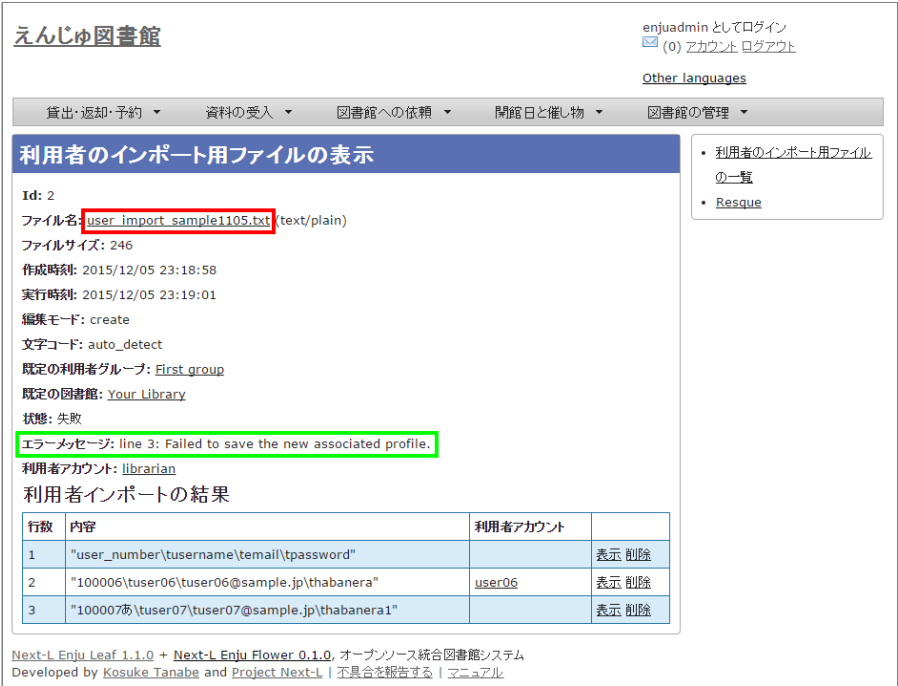 えんじゅ図書館
enjuadmin としてログイン
(0) アカウント ログアウト
Other languages
貸出・返却・予約 ▼ 資料の受入 ▼ 図書館への依頼 ▼ 開館日と催し物 ▼ 図書館の管理 ▼
利用者のインポート用ファイルの表示
Id: 2
ファイル名: user_import_sample1105.txt (text/plain)
ファイルサイズ: 246
作成時刻: 2015/12/05 23:18:58
実行時刻: 2015/12/05 23:19:01
編集モード: create
文字コード: auto_detect
既定の利用者グループ: First group
既定の図書館: Your Library
状態: 失敗
エラーメッセージ: line 3: Failed to save the new associated profile.
利用者アカウント: librarian
利用者インポートの結果
行数 内容 利用者アカウント
1 "user_number\tusername\temail\tpassword" 表示 削除
2 "100006\tuser06\tuser06@sample.jp\thabanera" user06 表示 削除
3 "100007あ\tuser07\tuser07@sample.jp\thabanera1" 表示 削除
• 利用者のインポート用ファイル
の一覧
• Resque
Next-L Enju Leaf 1.1.0 + Next-L Enju Flower 0.1.0, オープンソース統合図書館システム
Developed by Kosuke Tanabe and Project Next-L | 不具合を報告する | マニュアル